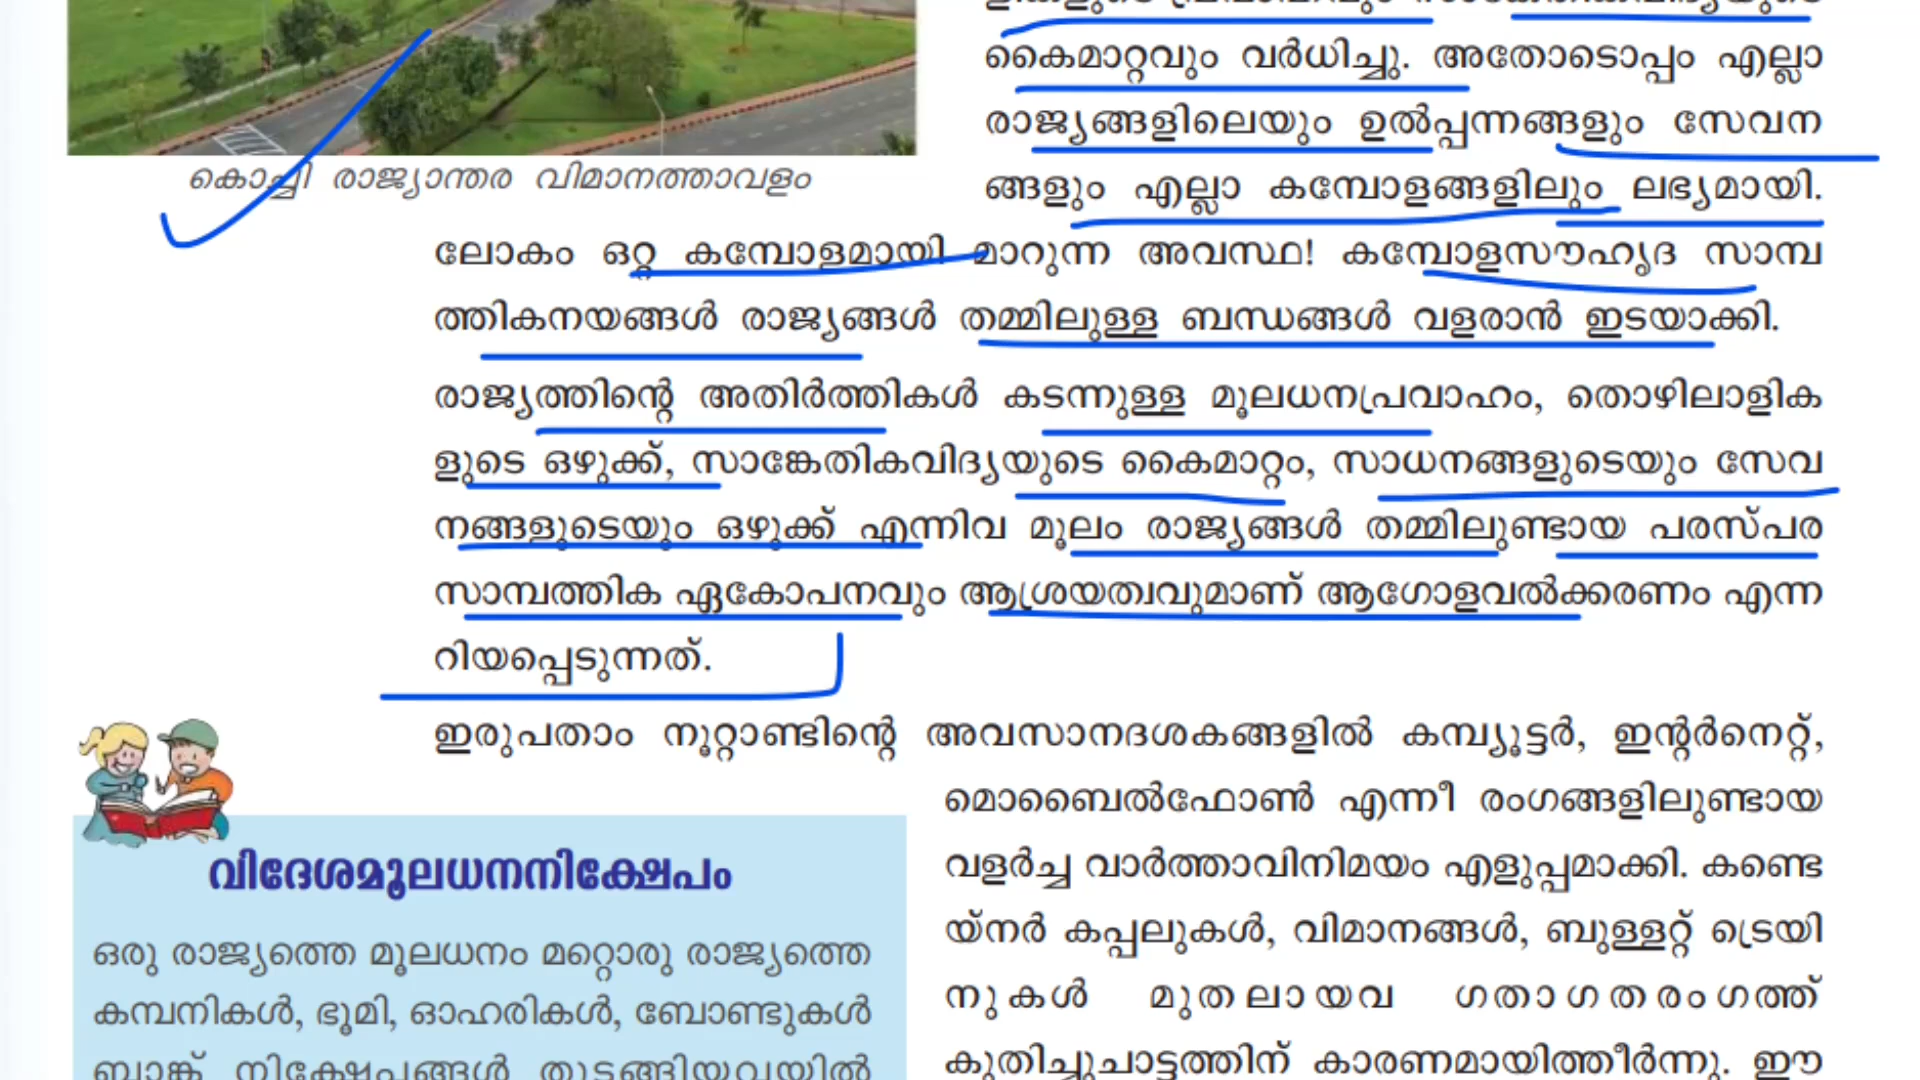 കൈമാറ്റവും വർധിച്ചു. അതോടൊപ്പം എല്ലാ
രാജ്യങ്ങളിലെയും ഉൽപ്പന്നങ്ങളും സേവന
ങ്ങളും എല്ലാ കമ്പോളങ്ങളിലും ലഭ്യമായി.
കൊച്ചി രാജ്യാന്തര വിമാനത്താവളം
ലോകം ഒറ്റ കമ്പോളമായി മാറുന്ന അവസ്ഥ! കമ്പോളസൗഹൃദ സാമ്പ
ത്തികനയങ്ങൾ രാജ്യങ്ങൾ തമ്മിലുള്ള ബന്ധങ്ങൾ വളരാൻ ഇടയാക്കി.
രാജ്യത്തിന്റെ അതിർത്തികൾ കടന്നുള്ള മൂലധനപ്രവാഹം, തൊഴിലാളിക
ളുടെ ഒഴുക്ക്, സാങ്കേതികവിദ്യയുടെ കൈമാറ്റം, സാധനങ്ങളുടെയും സേവ
നങ്ങളുടെയും ഒഴുക്ക് എന്നിവ മൂലം രാജ്യങ്ങൾ തമ്മിലുണ്ടായ പരസ്പര
സാമ്പത്തിക ഏകോപനവും ആശ്രയത്വവുമാണ് ആഗോളവൽക്കരണം എന്ന
റിയപ്പെടുന്നത്.
ഇരുപതാം നൂറ്റാണ്ടിന്റെ അവസാനദശകങ്ങളിൽ കമ്പ്യൂട്ടർ, ഇന്റർനെറ്റ്,
മൊബൈൽഫോൺ എന്നീ രംഗങ്ങളിലുണ്ടായ
വളർച്ച വാർത്താവിനിമയം എളുപ്പമാക്കി. കണ്ടെ
യ്നർ കപ്പലുകൾ, വിമാനങ്ങൾ, ബുള്ളറ്റ് ട്രെയി
നുകൾ മുതലായവ ഗതാഗതരംഗത്ത്
കുതിച്ചുചാട്ടത്തിന് കാരണമായിത്തീർന്നു. ഈ
വിദേശമൂലധനനിക്ഷേപം
ഒരു രാജ്യത്തെ മൂലധനം മറ്റൊരു രാജ്യത്തെ
കമ്പനികൾ, ഭൂമി, ഓഹരികൾ, ബോണ്ടുകൾ
ബാങ്ക് നിക്ഷേപങ്ങൾ തുടങ്ങിയവയിൽ